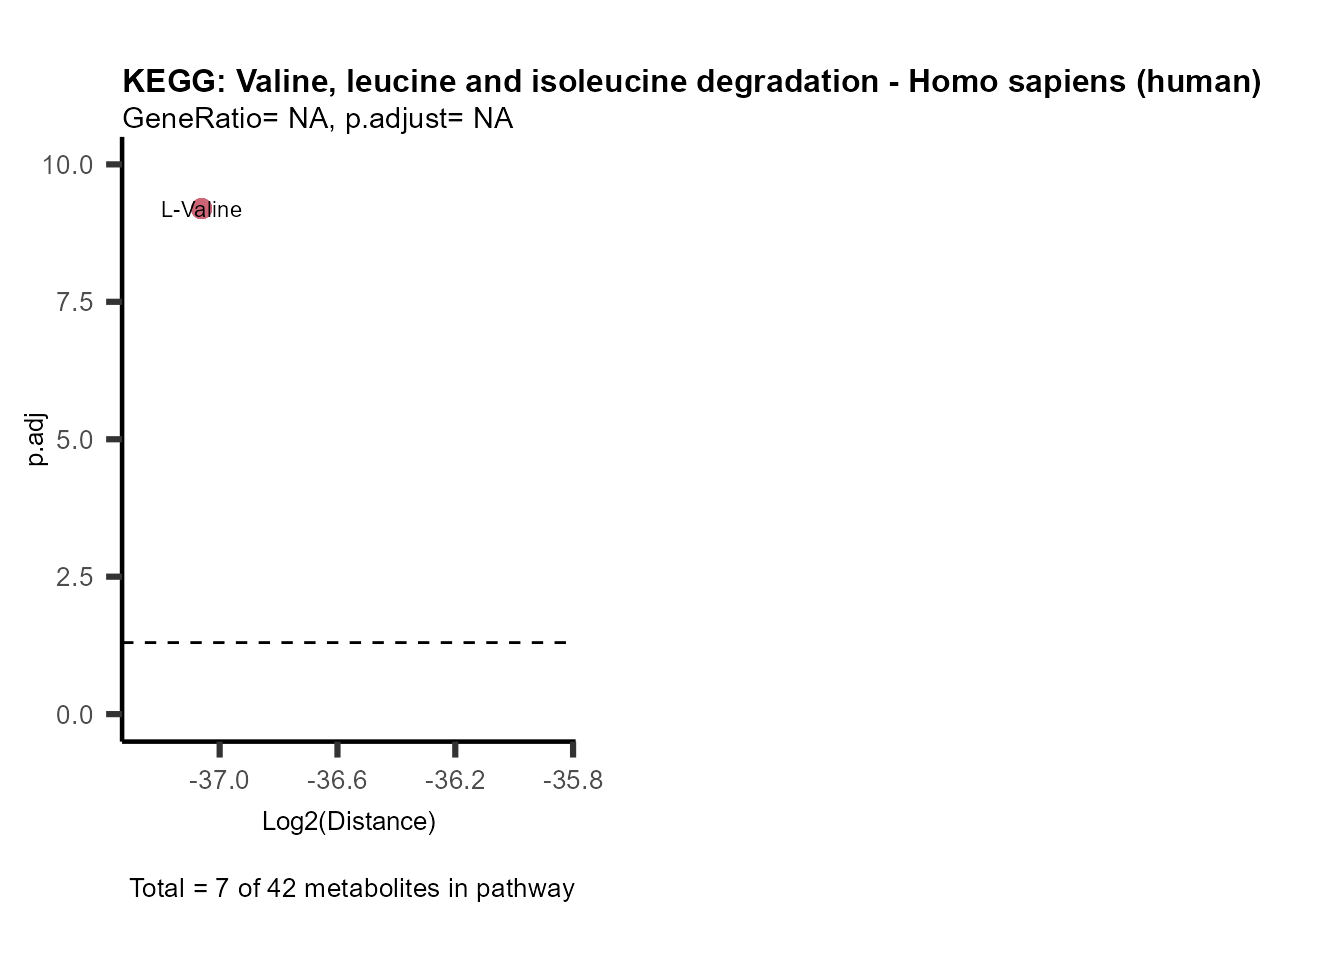 KEGG: Valine, leucine and isoleucine degradation - Homo sapiens (human)
GeneRatio= NA, p.adjust= NA
10.0
L-Valine
7.5
p.adj
5.0
2.5
0.0
-37.0 -36.6 -36.2 -35.8
Log2(Distance)
Total = 7 of 42 metabolites in pathway